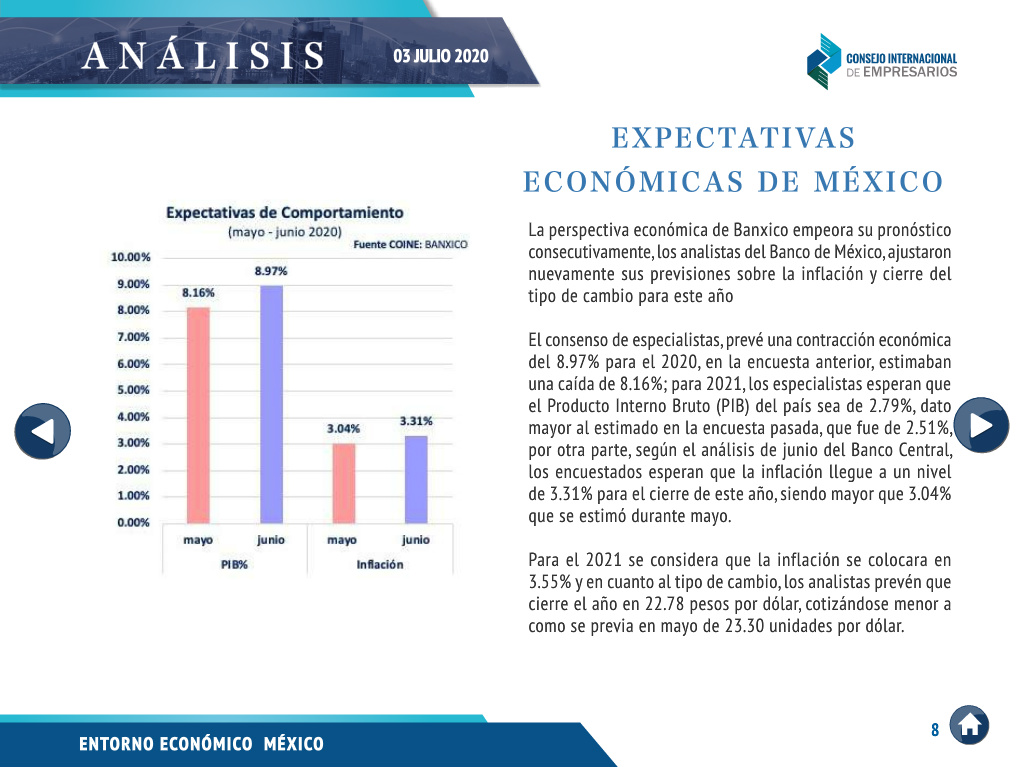 ANÁLISIS
03 JULIO 2020
CONSEJO INTERNACIONAL
DE EMPRESARIOS
EXPECTATIVAS
ECONÓMICAS DE MÉXICO
Expectativas de Comportamiento
(mayo - junio 2020)
Fuente COINE: BANXICO
10.00%
9.00%
8.00%
7.00%
6.00%
5.00%
4.00%
3.00%
2.00%
1.00%
0.00%
8.16%
8.97%
3.04%
3.31%
mayo junio mayo junio
PIB% Inflación
La perspectiva económica de Banxico empeora su pronóstico
consecutivamente, los analistas del Banco de México, ajustaron
nuevamente sus previsiones sobre la inflación y cierre del
tipo de cambio para este año
El consenso de especialistas, prevé una contracción económica
del 8.97% para el 2020, en la encuesta anterior, estimaban
una caída de 8.16%; para 2021, los especialistas esperan que
el Producto Interno Bruto (PIB) del país sea de 2.79%, dato
mayor al estimado en la encuesta pasada, que fue de 2.51%,
por otra parte, según el análisis de junio del Banco Central,
los encuestados esperan que la inflación llegue a un nivel
de 3.31% para el cierre de este año, siendo mayor que 3.04%
que se estimó durante mayo.
Para el 2021 se considera que la inflación se colocara en
3.55% y en cuanto al tipo de cambio, los analistas prevén que
cierre el año en 22.78 pesos por dólar, cotizándose menor a
como se previa en mayo de 23.30 unidades por dólar.
ENTORNO ECONÓMICO MÉXICO
8